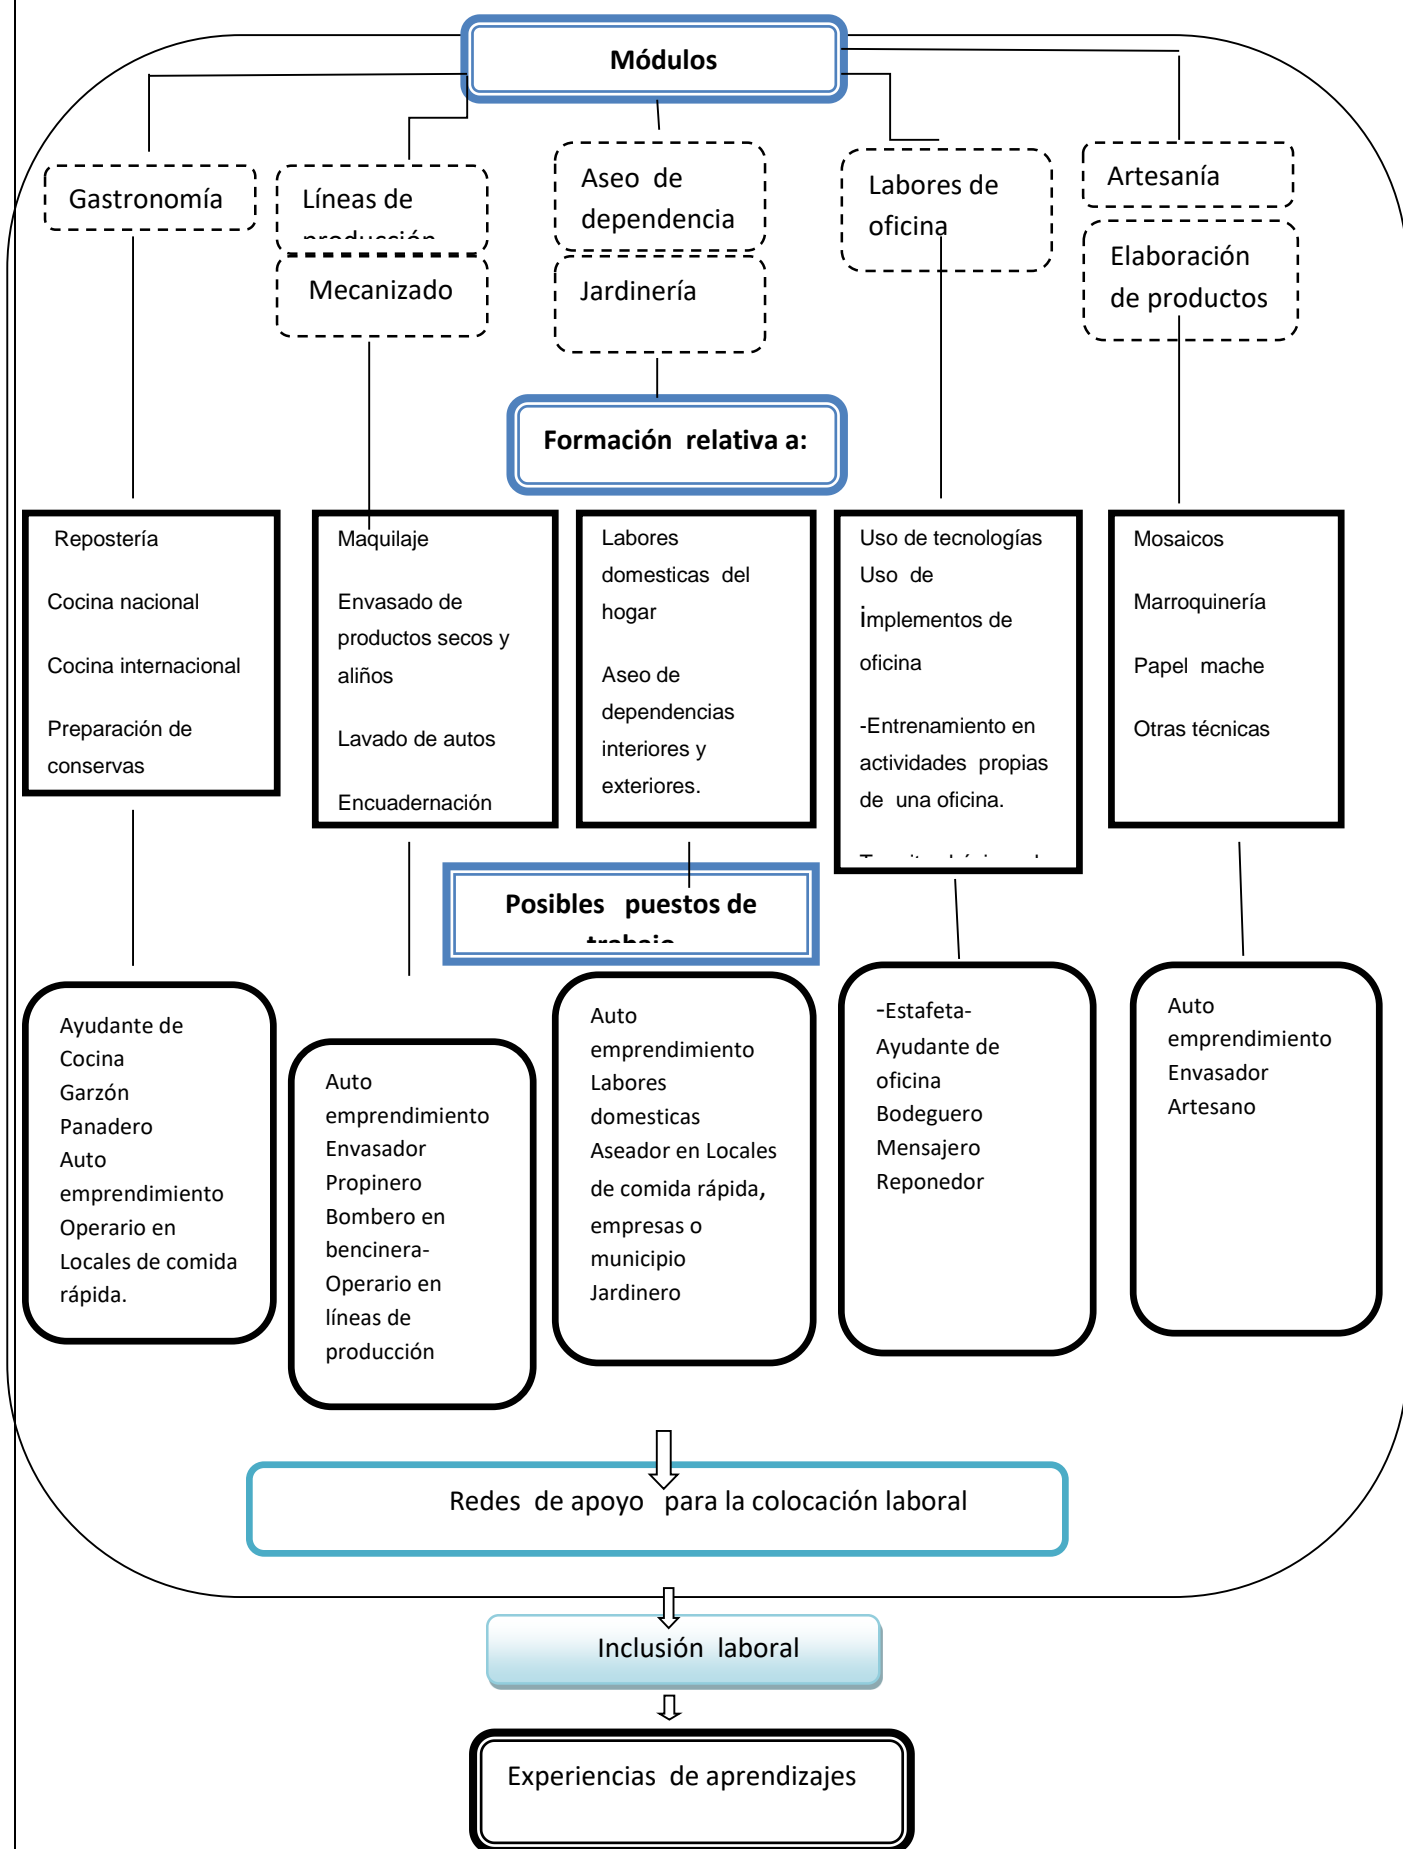 Módulos
Gastronomía
Líneas de
producción
Mecanizado
Aseo de
dependencia
Jardinería
Labores de
oficina
Artesanía
Elaboración
de productos
Formación relativa a:
Repostería
Cocina nacional
Cocina internacional
Preparación de
conservas
Maquilaje
Envasado de
productos secos y
aliños
Lavado de autos
Encuadernación
Labores
domesticas del
hogar
Aseo de
dependencias
interiores y
exteriores.
Uso de tecnologías
Uso de
implementos de
oficina
-Entrenamiento en
actividades propias
de una oficina.
Mosaicos
Marroquinería
Papel mache
Otras técnicas
Posibles puestos de
trabajo
Ayudante de
Cocina
Garzón
Panadero
Auto
emprendimiento
Operario en
Locales de comida
rápida.
Auto
emprendimiento
Envasador
Propinero
Bombero en
bencinera-
Operario en
líneas de
producción
Auto
emprendimiento
Labores
domesticas
Aseador en Locales
de comida rápida,
empresas o
municipio
Jardinero
-Estafeta-
Ayudante de
oficina
Bodeguero
Mensajero
Reponedor
Auto
emprendimiento
Envasador
Artesano
Redes de apoyo para la colocación laboral
Inclusión laboral
Experiencias de aprendizajes